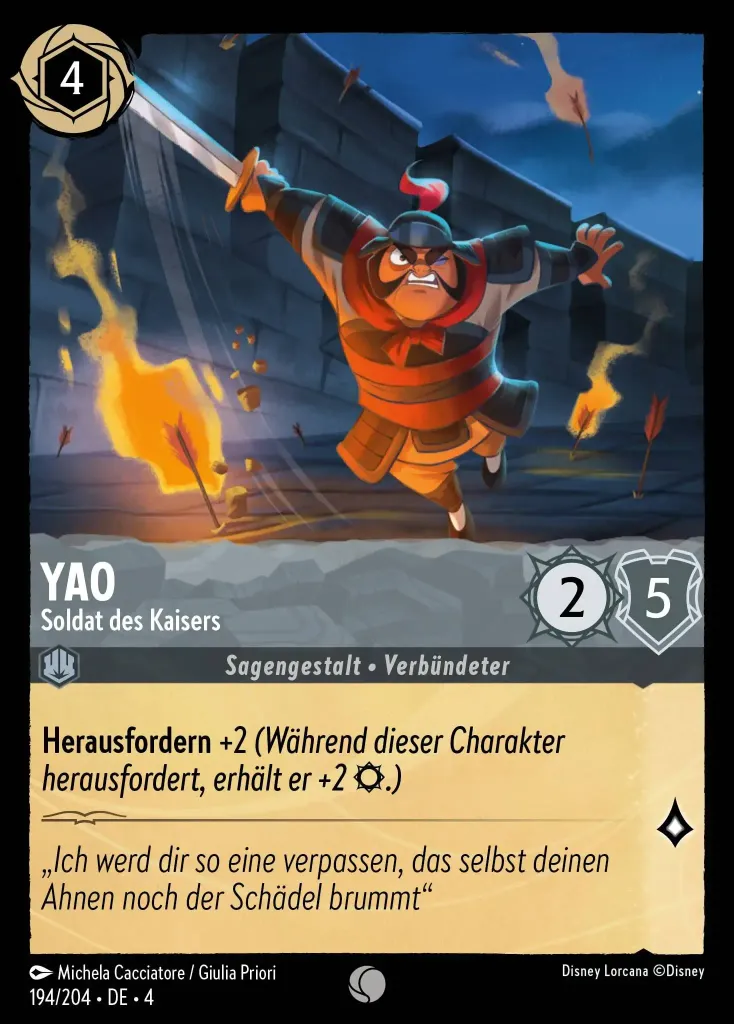 4
YAO
Soldat des Kaisers
2
5
Sagengestalt • Verbündeter
Herausfordern +2 (Während dieser Charakter
herausfordert, erhält er +2 .)
„Ich werd dir so eine verpassen, das selbst deinen
Ahnen noch der Schädel brummt“
Michela Cacciatore / Giulia Priori
194/204 • DE • 4
Disney Lorcana ©Disney